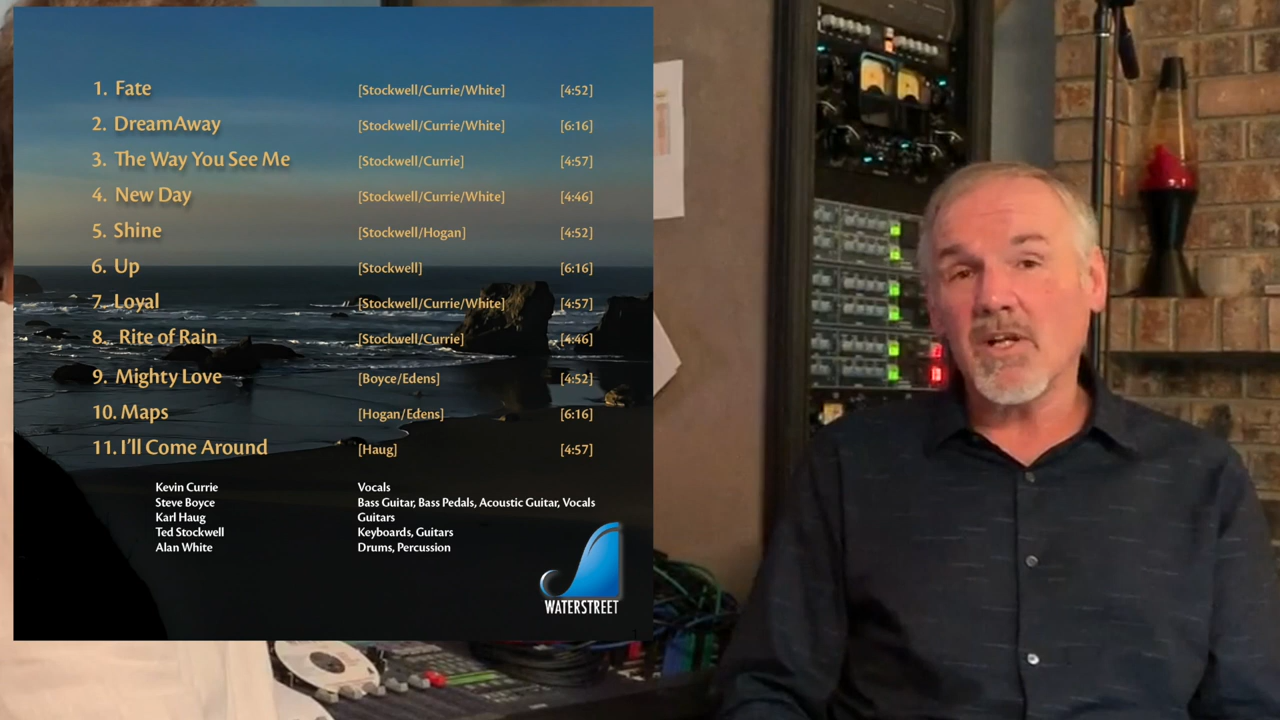 1. Fate [Stockwell/Currie/White] [4:52]
2. DreamAway [Stockwell/Currie/White] [6:16]
3. The Way You See Me [Stockwell/Currie] [4:57]
4. New Day [Stockwell/Currie/White] [4:46]
5. Shine [Stockwell/Hogan] [4:52]
6. Up [Stockwell] [6:16]
7. Loyal [Stockwell/Currie/White] [4:57]
8. Rite of Rain [Stockwell/Currie] [4:46]
9. Mighty Love [Boyce/Edens] [4:52]
10. Maps [Hogan/Edens] [6:16]
11. I'll Come Around [Haug] [4:57]
Kevin Currie Vocals
Steve Boyce Bass Guitar, Bass Pedals, Acoustic Guitar, Vocals
Karl Haug Guitars
Ted Stockwell Keyboards, Guitars
Alan White Drums, Percussion
WATERSTREET